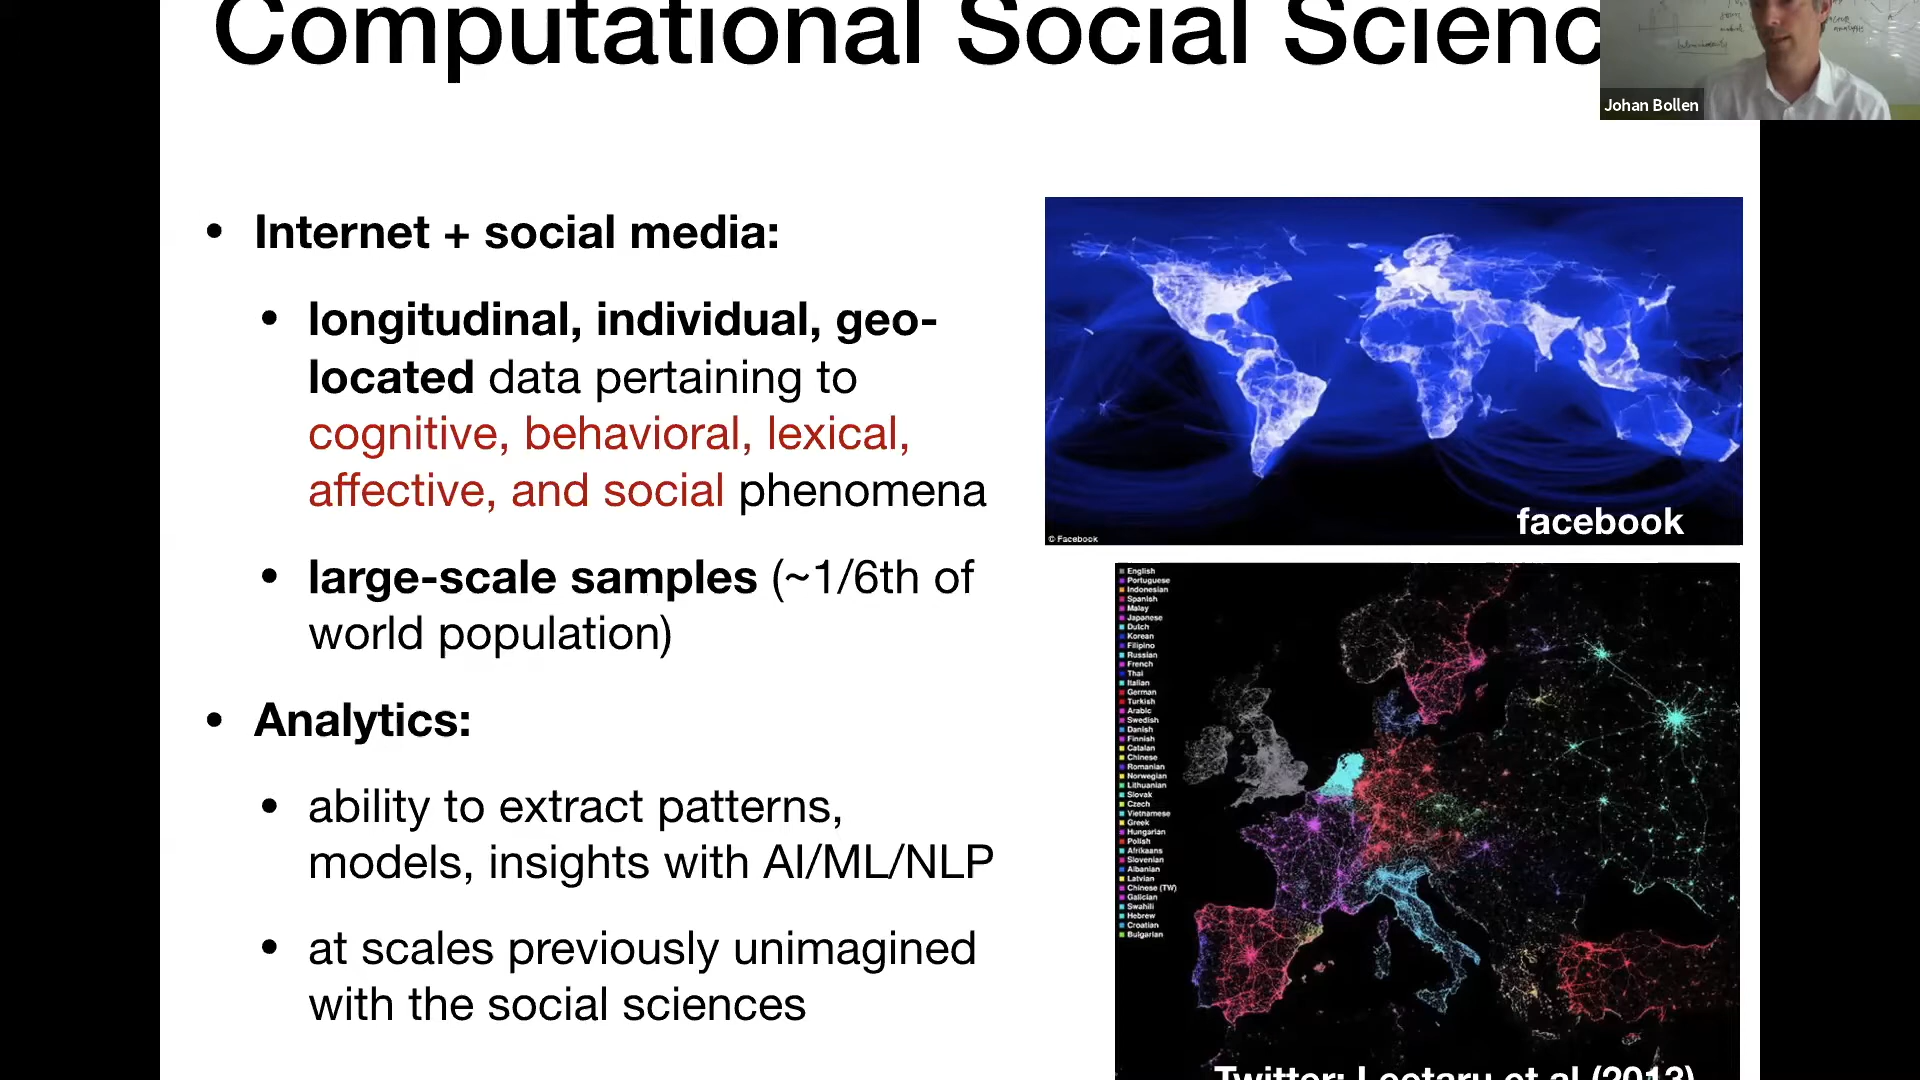 Computational Social Scienc
Johan Bollen
• Internet + social media:
• longitudinal, individual, geo-
located data pertaining to
cognitive, behavioral, lexical,
affective, and social phenomena
• large-scale samples (~1/6th of
world population)
• Analytics:
• ability to extract patterns,
models, insights with AI/ML/NLP
• at scales previously unimagined
with the social sciences
facebook
© Facebook
English
Portuguese
Indonesian
Spanish
Malay
Japanese
Dutch
Korean
Filipino
Russian
French
Thai
Italian
German
Turkish
Arabic
Swedish
Danish
Finnish
Catalan
Chinese
Romanian
Norwegian
Lithuanian
Slovak
Czech
Vietnamese
Greek
Hungarian
Polish
Afrikaans
Slovenian
Albanian
Latvian
Chinese (TW)
Galician
Swahili
Hebrew
Croatian
Bulgarian
Twitter: Leetaru et al (2013)